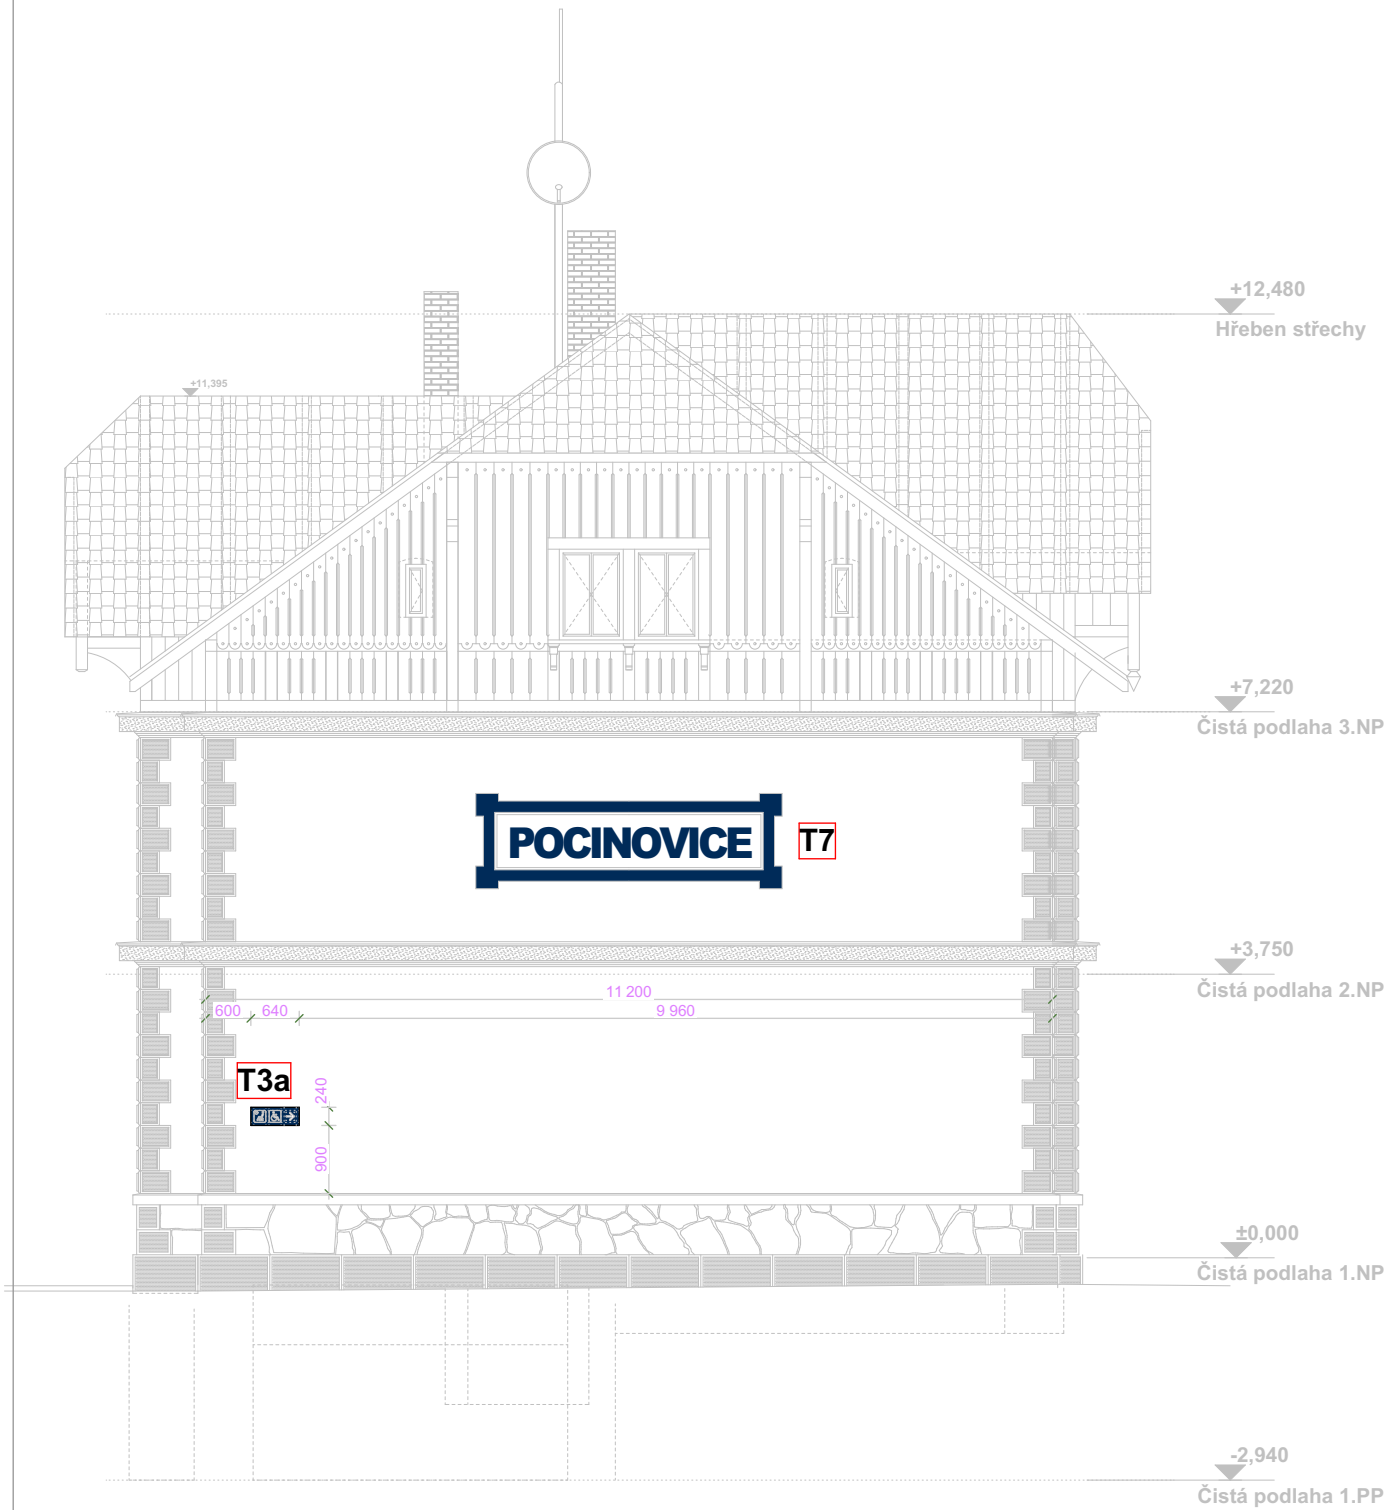 +12,480
Hřeben střechy
+11,395
+7,220
Čistá podlaha 3.NP
POCINOVICE
T7
+3,750
Čistá podlaha 2.NP
11 200
600
640
9 960
T3a
240
900
±0,000
Čistá podlaha 1.NP
-2,940
Čistá podlaha 1.PP